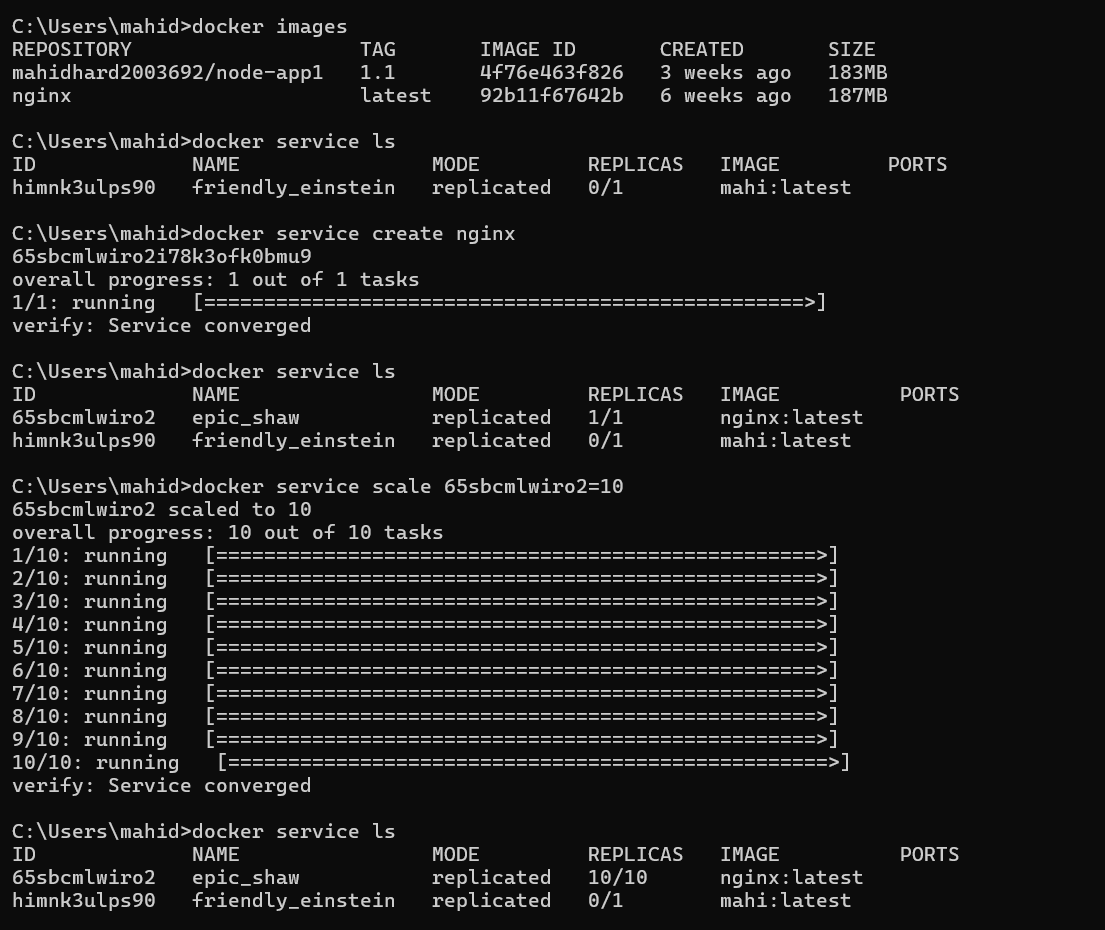 C:\Users\mahid>docker images
REPOSITORY                   TAG       IMAGE ID       CREATED       SIZE
mahidhard2003692/node-app1   1.1       4f76e463f826   3 weeks ago   183MB
nginx                        latest    92b11f67642b   6 weeks ago   187MB

C:\Users\mahid>docker service ls
ID             NAME                MODE         REPLICAS   IMAGE         PORTS
himnk3ulps90   friendly_einstein   replicated   0/1        mahi:latest

C:\Users\mahid>docker service create nginx
65sbcmlwiro2i78k3ofk0bmu9
overall progress: 1 out of 1 tasks
1/1: running   [==================================================>]
verify: Service converged

C:\Users\mahid>docker service ls
ID             NAME                MODE         REPLICAS   IMAGE          PORTS
65sbcmlwiro2   epic_shaw           replicated   1/1        nginx:latest
himnk3ulps90   friendly_einstein   replicated   0/1        mahi:latest

C:\Users\mahid>docker service scale 65sbcmlwiro2=10
65sbcmlwiro2 scaled to 10
overall progress: 10 out of 10 tasks
1/10: running   [==================================================>]
2/10: running   [==================================================>]
3/10: running   [==================================================>]
4/10: running   [==================================================>]
5/10: running   [==================================================>]
6/10: running   [==================================================>]
7/10: running   [==================================================>]
8/10: running   [==================================================>]
9/10: running   [==================================================>]
10/10: running   [==================================================>]
verify: Service converged

C:\Users\mahid>docker service ls
ID             NAME                MODE         REPLICAS   IMAGE          PORTS
65sbcmlwiro2   epic_shaw           replicated   10/10      nginx:latest
himnk3ulps90   friendly_einstein   replicated   0/1        mahi:latest